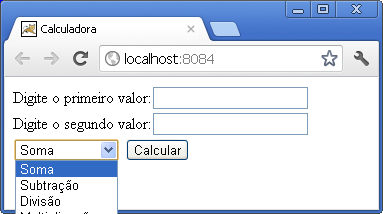 Calculadora
localhost:8084
Digite o primeiro valor:
Digite o segundo valor:
Soma Calcular
Soma
Subtração
Divisão